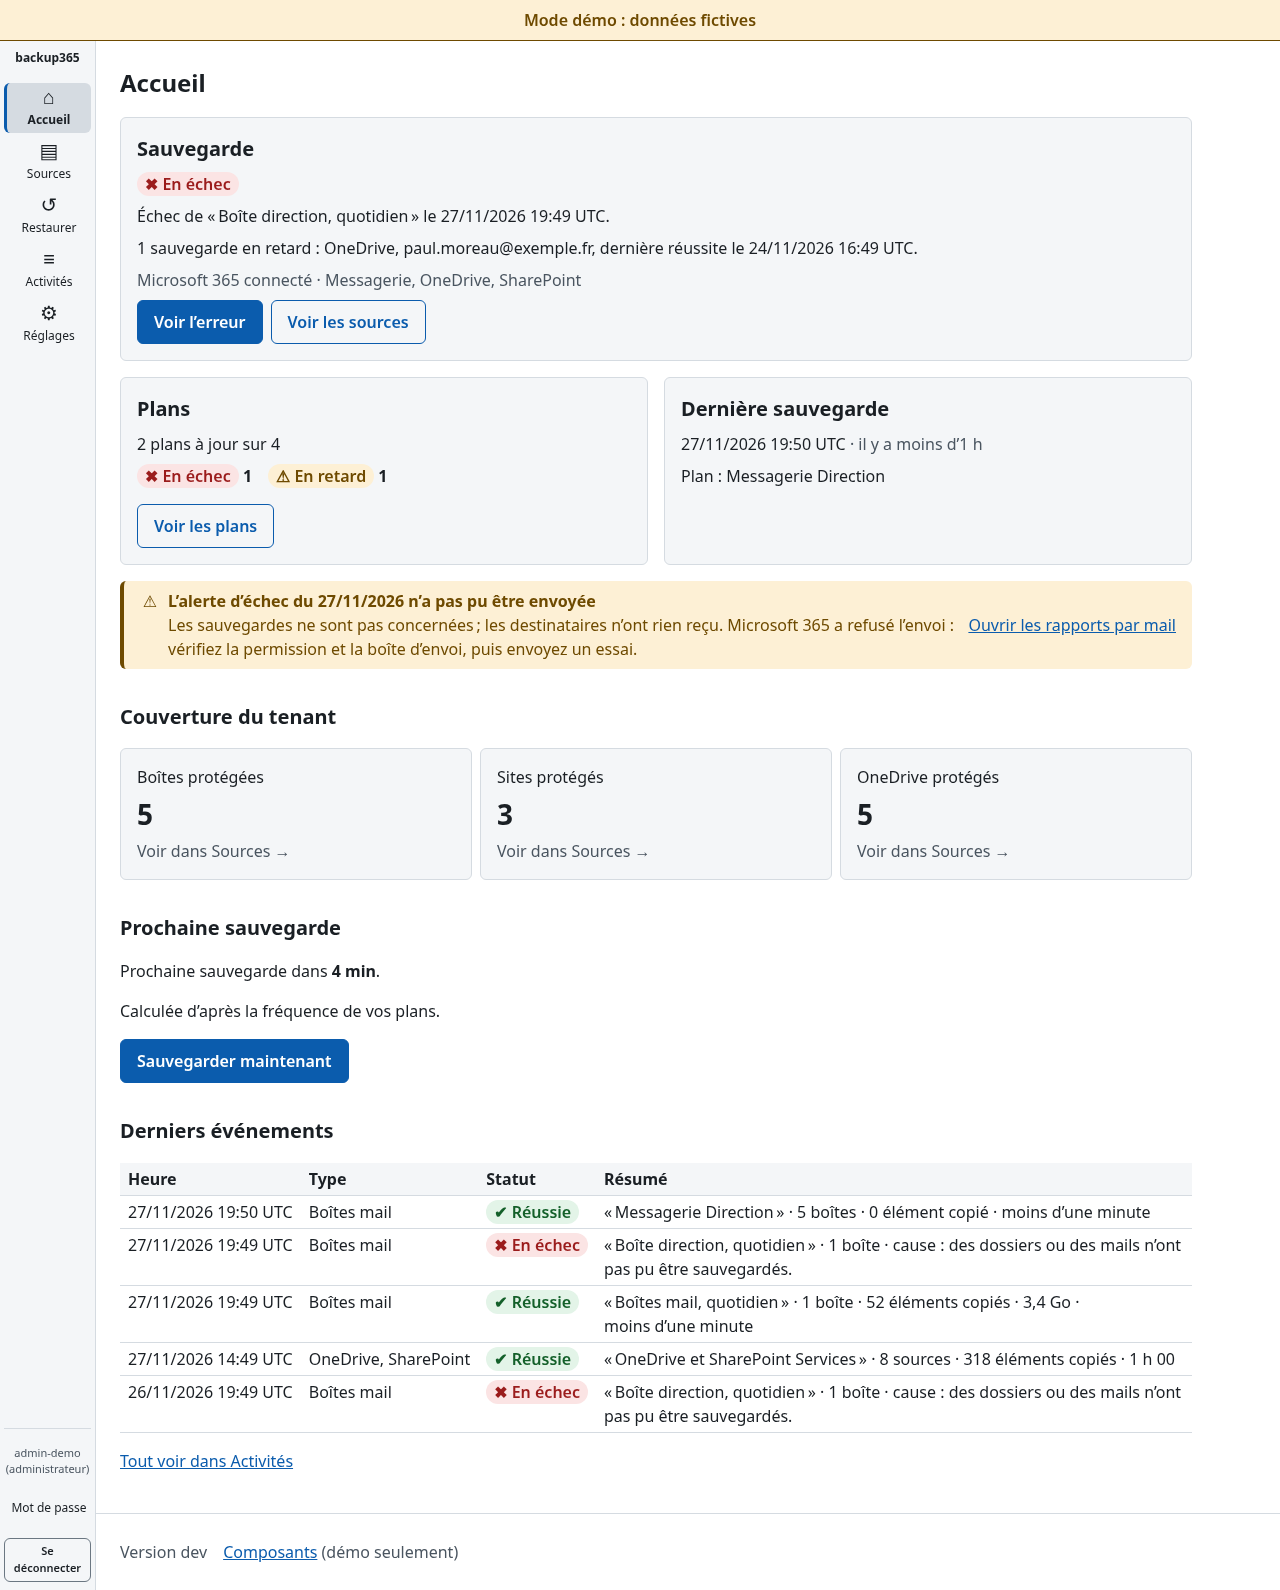 Mode démo : données fictives
backup365
Accueil
Sources
Restaurer
Activités
Réglages
admin-demo
(administrateur)
Mot de passe
Se
déconnecter
Accueil
Sauvegarde
✖ En échec
Échec de « Boîte direction, quotidien » le 27/11/2026 19:49 UTC.
1 sauvegarde en retard : OneDrive, paul.moreau@exemple.fr, dernière réussite le 24/11/2026 16:49 UTC.
Microsoft 365 connecté · Messagerie, OneDrive, SharePoint
Voir l’erreur
Voir les sources
Plans
2 plans à jour sur 4
✖ En échec 1 ⚠ En retard 1
Voir les plans
Dernière sauvegarde
27/11/2026 19:50 UTC · il y a moins d’1 h
Plan : Messagerie Direction
⚠ L’alerte d’échec du 27/11/2026 n’a pas pu être envoyée
Les sauvegardes ne sont pas concernées ; les destinataires n’ont rien reçu. Microsoft 365 a refusé l’envoi :
vérifiez la permission et la boîte d’envoi, puis envoyez un essai.
Ouvrir les rapports par mail
Couverture du tenant
Boîtes protégées
5
Voir dans Sources →
Sites protégés
3
Voir dans Sources →
OneDrive protégés
5
Voir dans Sources →
Prochaine sauvegarde
Prochaine sauvegarde dans 4 min.
Calculée d’après la fréquence de vos plans.
Sauvegarder maintenant
Derniers événements
Heure Type Statut Résumé
27/11/2026 19:50 UTC Boîtes mail ✔ Réussie « Messagerie Direction » · 5 boîtes · 0 élément copié · moins d’une minute
27/11/2026 19:49 UTC Boîtes mail ✖ En échec « Boîte direction, quotidien » · 1 boîte · cause : des dossiers ou des mails n’ont
pas pu être sauvegardés.
27/11/2026 19:49 UTC Boîtes mail ✔ Réussie « Boîtes mail, quotidien » · 1 boîte · 52 éléments copiés · 3,4 Go ·
moins d’une minute
27/11/2026 14:49 UTC OneDrive, SharePoint ✔ Réussie « OneDrive et SharePoint Services » · 8 sources · 318 éléments copiés · 1 h 00
26/11/2026 19:49 UTC Boîtes mail ✖ En échec « Boîte direction, quotidien » · 1 boîte · cause : des dossiers ou des mails n’ont
pas pu être sauvegardés.
Tout voir dans Activités
Version dev Composants (démo seulement)